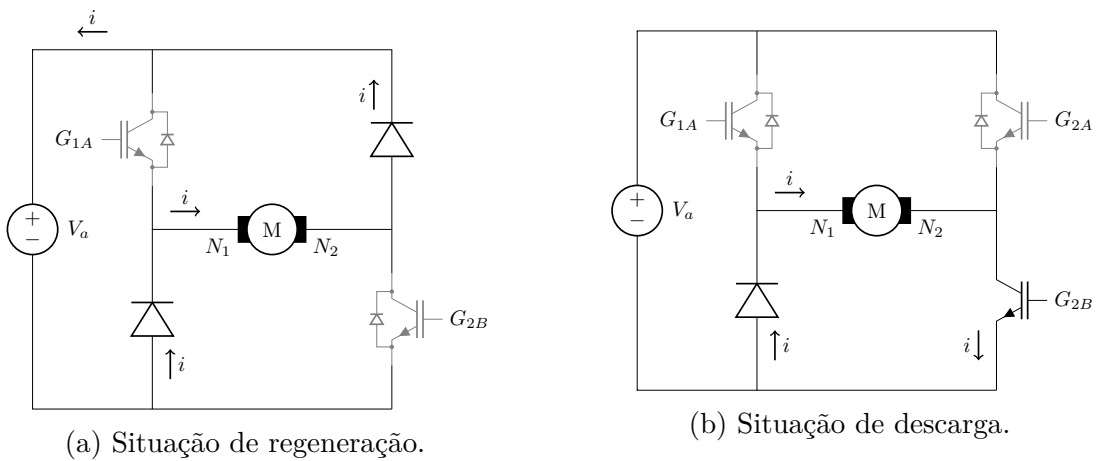 i
G1A
i
+
−
Va
i
M
N1
N2
G2B
i
(a) Situação de regeneração.
G1A
G2A
+
−
Va
i
M
N1
N2
G2B
i
i
(b) Situação de descarga.